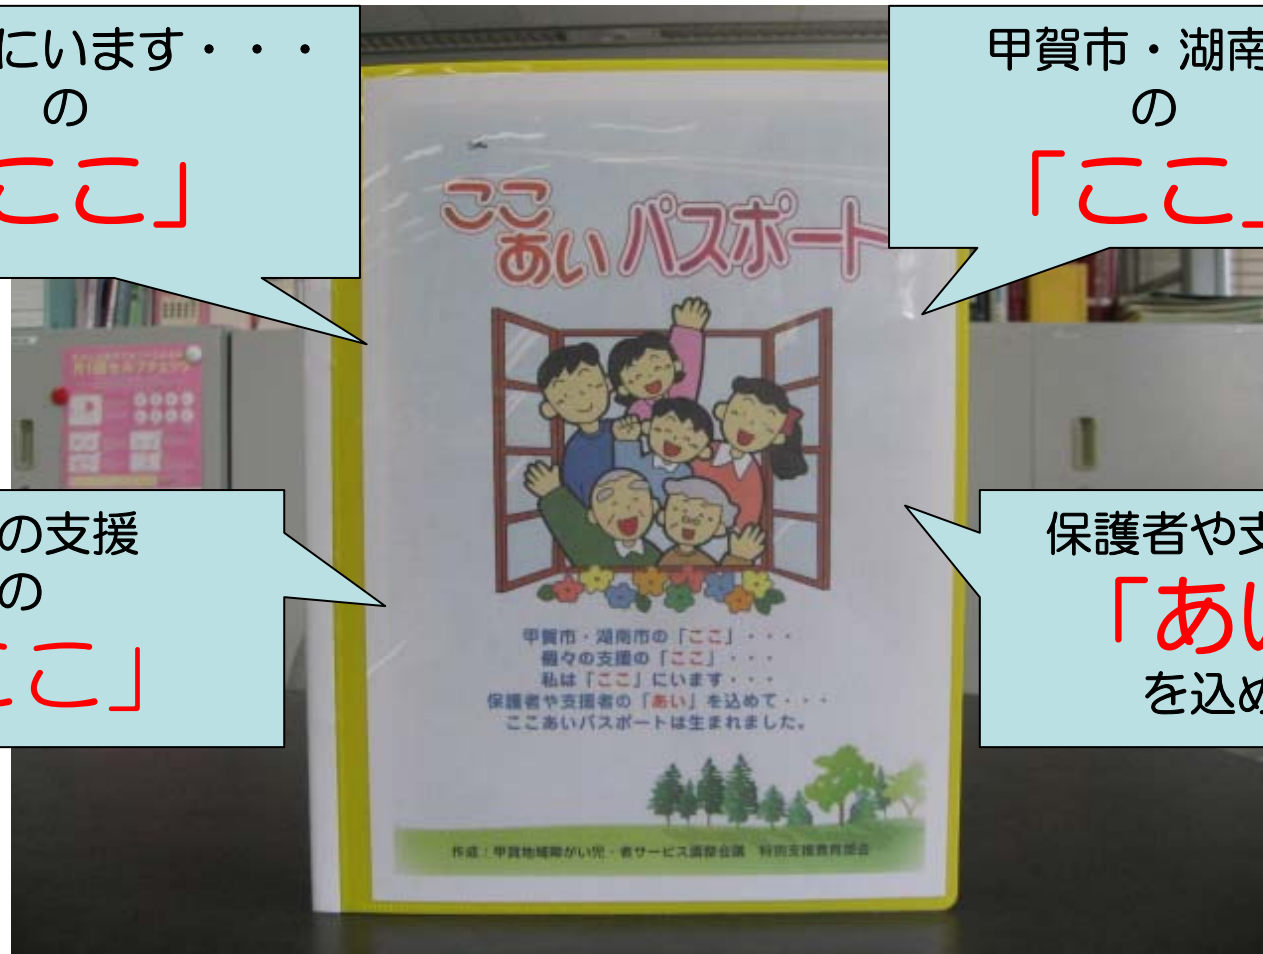 にいます・・・
の
ここ」
甲賀市・湖南
の
「ここ」
ここ
あいパスポート
の支援
の
ここ」
保護者や支
「あい
を込め
甲賀市・湖南市の「ここ」・・・
個々の支援の「ここ」・・・
私は「ここ」にいます・・・
保護者や支援者の「あい」を込めて・・・
ここあいパスポートは生まれました。
作成:甲賀地域障がい児・者サービス調整会議 特別支援教育部会